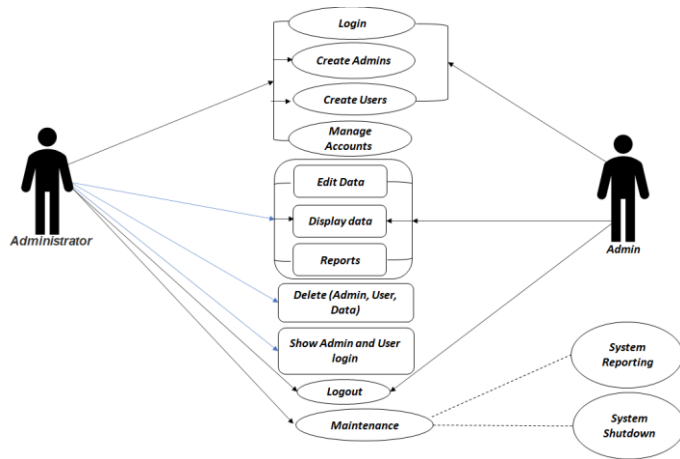 Login
Create Admins
Create Users
Manage
Accounts
Edit Data
Display data
Reports
Administrator
Admin
Delete (Admin, User,
Data)
Show Admin and User
login
Logout
Maintenance
System
Reporting
System
Shutdown